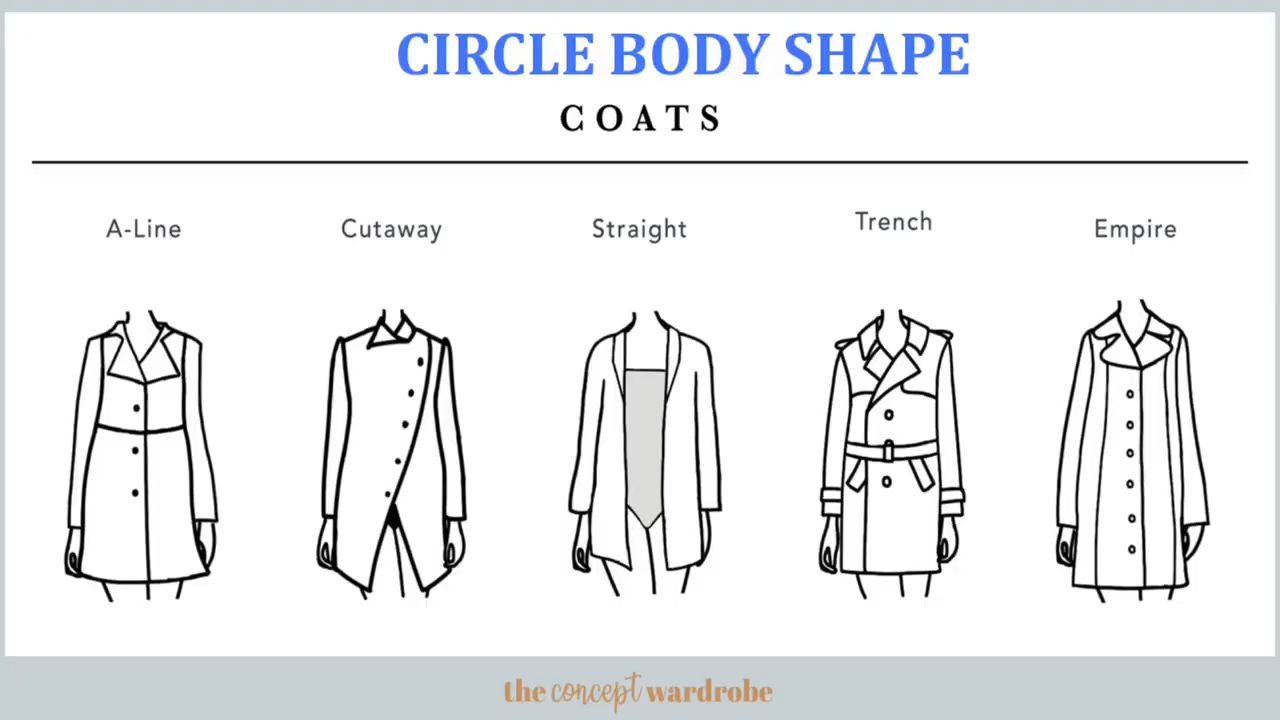 CIRCLE BODY SHAPE
COATS
A-Line
Cutaway
Straight
Trench
Empire
the concept wardrobe